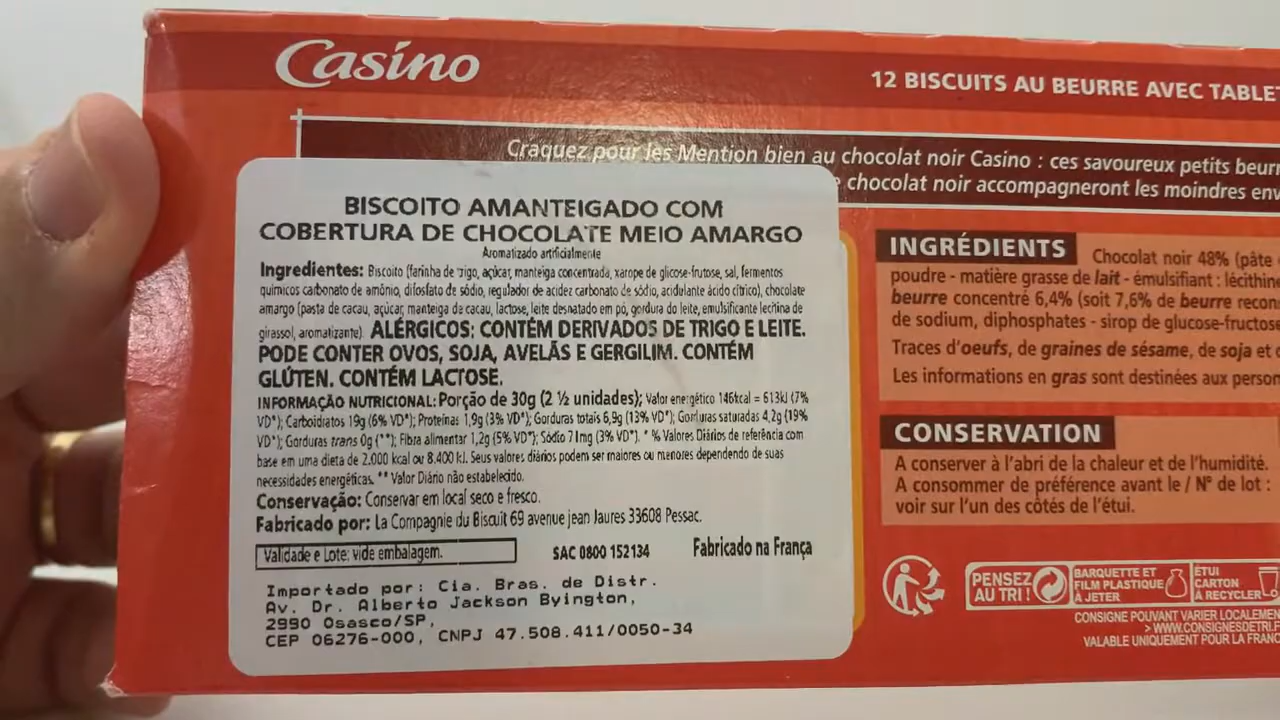 Casino
12 BISCUITS AU BEURRE AVEC TABLET
Craquez pour les Mention bien au chocolat noir Casino : ces savoureux petits beurr
chocolat noir accompagneront les moindres env
BISCOITO AMANTEIGADO COM
COBERTURA DE CHOCOLATE MEIO AMARGO
Aromatizado artificialmente
Ingredientes: Biscoito (farinha de trigo, açúcar, manteiga concentrada, xarope de glicose-frutose, sal, fermentos
químicos carbonato de amônio, difosfato de sódio, regulador de acidez carbonato de sódio, acidulante ácido cítrico), chocolate
amargo (pasta de cacau, açúcar, manteiga de cacau, lactose, leite desnatado em pó, gordura do leite, emulsificante lecitina de
girassol, aromatizante). ALÉRGICOS: CONTÉM DERIVADOS DE TRIGO E LEITE.
PODE CONTER OVOS, SOJA, AVELÃS E GERGILIM. CONTÉM
GLÚTEN. CONTÉM LACTOSE.
INFORMAÇÃO NUTRICIONAL: Porção de 30g (2 ½ unidades); Valor energético 146kcal = 613kJ (7%
VD*); Carboidratos 19g (6% VD*); Proteínas 1,9g (3% VD*); Gorduras totais 6,9g (13% VD*); Gorduras saturadas 4,2g (19%
VD*); Gorduras trans 0g (**); Fibra alimentar 1,2g (5% VD*); Sódio 71mg (3% VD*). * % Valores Diários de referência com
base em uma dieta de 2.000 kcal ou 8.400 kJ. Seus valores diários podem ser maiores ou menores dependendo de suas
necessidades energéticas. ** Valor Diário não estabelecido.
Conservação: Conservar em local seco e fresco.
Fabricado por: La Compagnie du Biscuit 69 avenue jean Jaures 33608 Pessac.
Validade e Lote: vide embalagem. SAC 0800 152134 Fabricado na França
Importado por: Cia. Bras. de Distr.
Av. Dr. Alberto Jackson Byington,
2990 Osasco/SP,
CEP 06276-000, CNPJ 47.508.411/0050-34
INGRÉDIENTS Chocolat noir 48% (pâte
poudre - matière grasse de lait - émulsifiant : lécithine
beurre concentré 6,4% (soit 7,6% de beurre recon
de sodium, diphosphates - sirop de glucose-fructose
Traces d'oeufs, de graines de sésame, de soja et
Les informations en gras sont destinées aux person
CONSERVATION
A conserver à l'abri de la chaleur et de l'humidité.
A consommer de préférence avant le / N° de lot :
voir sur l'un des côtés de l'étui.
PENSEZ
AU TRI !
BARQUETTE ET
FILM PLASTIQUE
À JETER
ÉTUI
CARTON
À RECYCLER
CONSIGNE POUVANT VARIER LOCALEMEN
> WWW.CONSIGNESDETRI.F
VALABLE UNIQUEMENT POUR LA FRANC